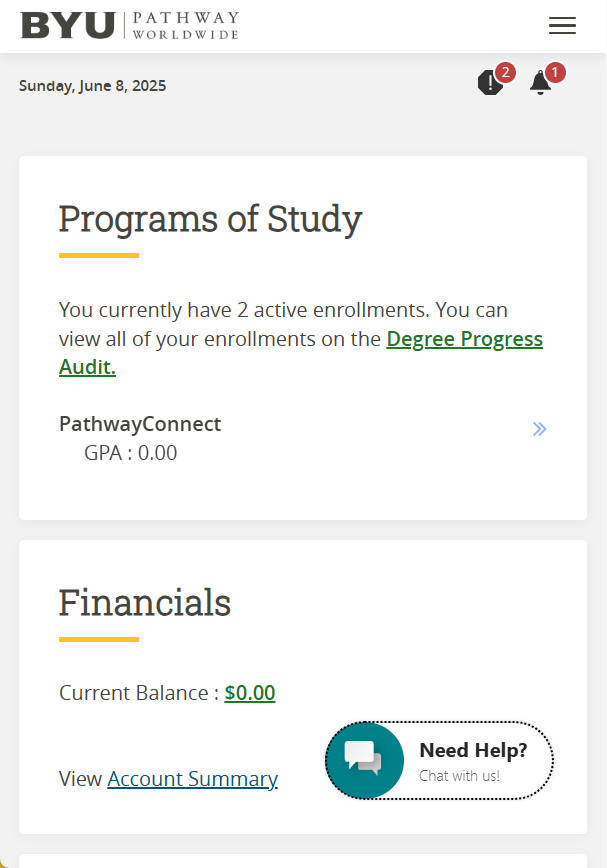 BYU PATHWAY
WORLDWIDE
Sunday, June 8, 2025
2
1
Programs of Study
You currently have 2 active enrollments. You can
view all of your enrollments on the Degree Progress
Audit.
PathwayConnect
GPA : 0.00
Financials
Current Balance : $0.00
Need Help?
Chat with us!
View Account Summary